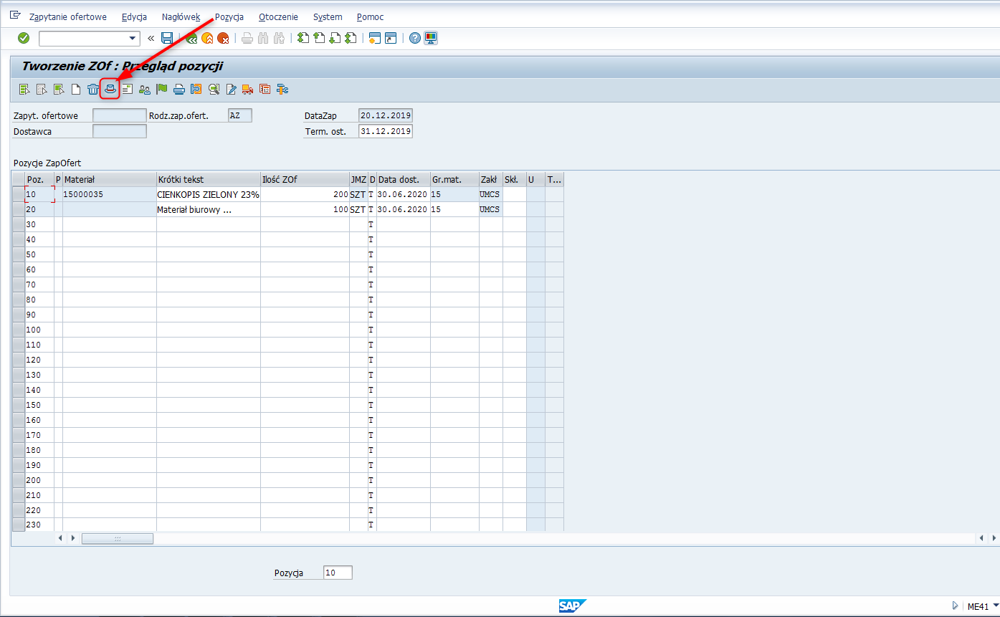 Zapytanie ofertowe Edycja Nagłówek Pozycja Otoczenie System Pomoc
Tworzenie ZOf : Przegląd pozycji
Zapyt. ofertowe Rodz.zap.ofert. AZ DataZap 20.12.2019
Dostawca Term. ost. 31.12.2019
Pozycje ZapOfert
Poz. P Materiał Krótki tekst Ilość ZOf JMZ D Data dost. Gr.mat. Zakł Skł. U T...
10 15000035 CIENKOPIS ZIELONY 23% 200 SZT T 30.06.2020 15 UMCS
20 Materiał biurowy ... 100 SZT T 30.06.2020 15 UMCS
30 T
40 T
50 T
60 T
70 T
80 T
90 T
100 T
110 T
120 T
130 T
140 T
150 T
160 T
170 T
180 T
190 T
200 T
210 T
220 T
230 T
Pozycja 10
SAP ME41